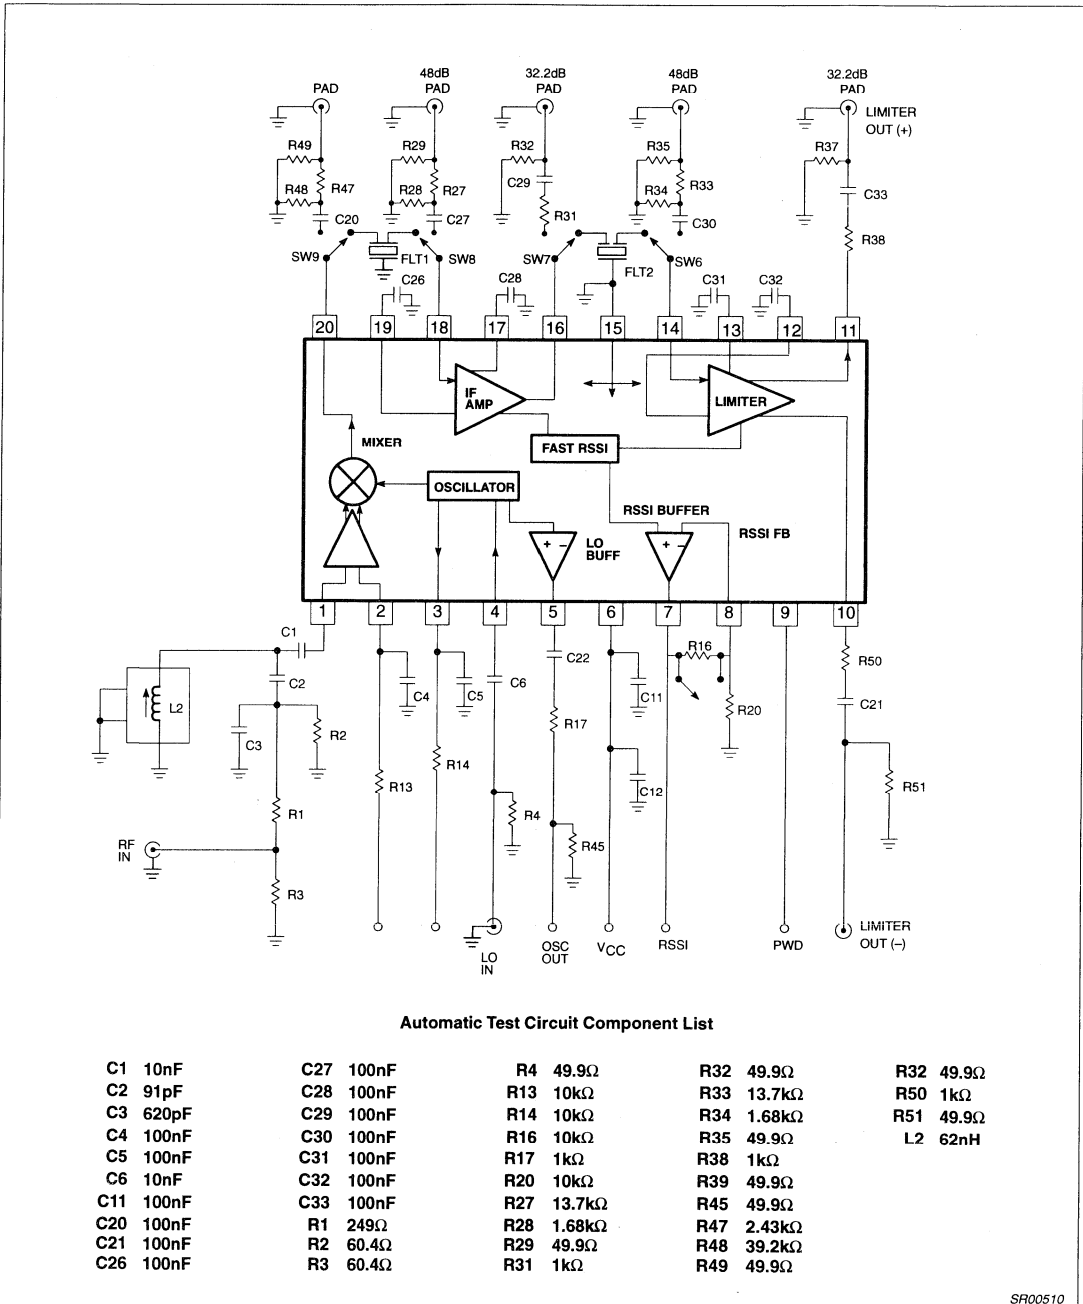 48dB
32.2dB
48dB
32.2dB
PAD
PAD
PAD
PAD
PAD
LIMITER
OUT (+)
R49
R29
R32
R35
R37
C29
R48
R47
R28
R27
R34
R33
C33
C20
C27
R31
C30
R38
SW9
FLT1
SW8
SW7
FLT2
SW6
C26
C28
C31
C32
20
19
18
17
16
15
14
13
12
11
IF
AMP
LIMITER
MIXER
FAST RSSI
OSCILLATOR
RSSI BUFFER
RSSI FB
+ −
LO
BUFF
+ −
1
2
3
4
5
6
7
8
9
10
C1
R16
C22
R50
C2
C4
C5
C6
C11
C21
L2
C3
R2
R17
R20
R14
R13
C12
R51
R1
R4
R45
RF
IN
R3
LO
IN
OSC
OUT
VCC
RSSI
PWD
LIMITER
OUT (−)
Automatic Test Circuit Component List
C1 10nF
C2 91pF
C3 620pF
C4 100nF
C5 100nF
C6 10nF
C11 100nF
C20 100nF
C21 100nF
C26 100nF
C27 100nF
C28 100nF
C29 100nF
C30 100nF
C31 100nF
C32 100nF
C33 100nF
R1 249Ω
R2 60.4Ω
R3 60.4Ω
R4 49.9Ω
R13 10kΩ
R14 10kΩ
R16 10kΩ
R17 1kΩ
R20 10kΩ
R27 13.7kΩ
R28 1.68kΩ
R29 49.9Ω
R31 1kΩ
R32 49.9Ω
R33 13.7kΩ
R34 1.68kΩ
R35 49.9Ω
R38 1kΩ
R39 49.9Ω
R45 49.9Ω
R47 2.43kΩ
R48 39.2kΩ
R49 49.9Ω
R32 49.9Ω
R50 1kΩ
R51 49.9Ω
L2 62nH
SR00510